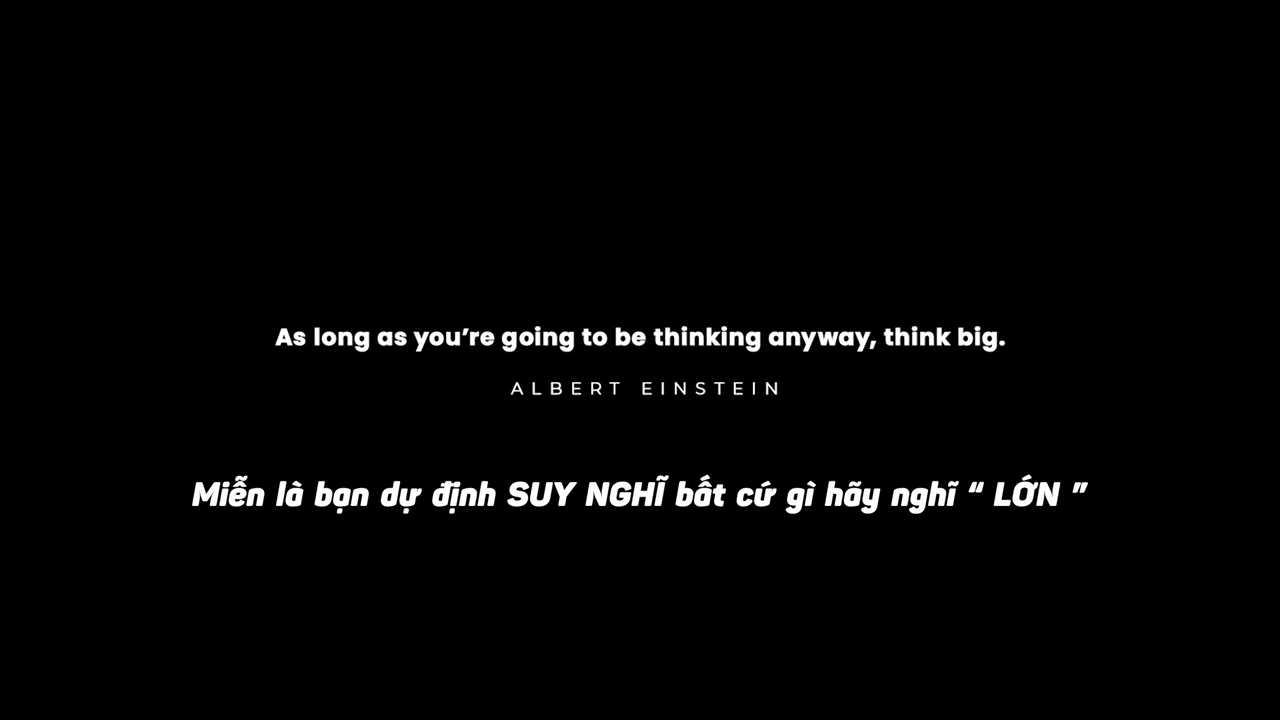 As long as you’re going to be thinking anyway, think big.
ALBERT EINSTEIN
Miễn là bạn dự định SUY NGHĨ bất cứ gì hãy nghĩ “ LỚN ”